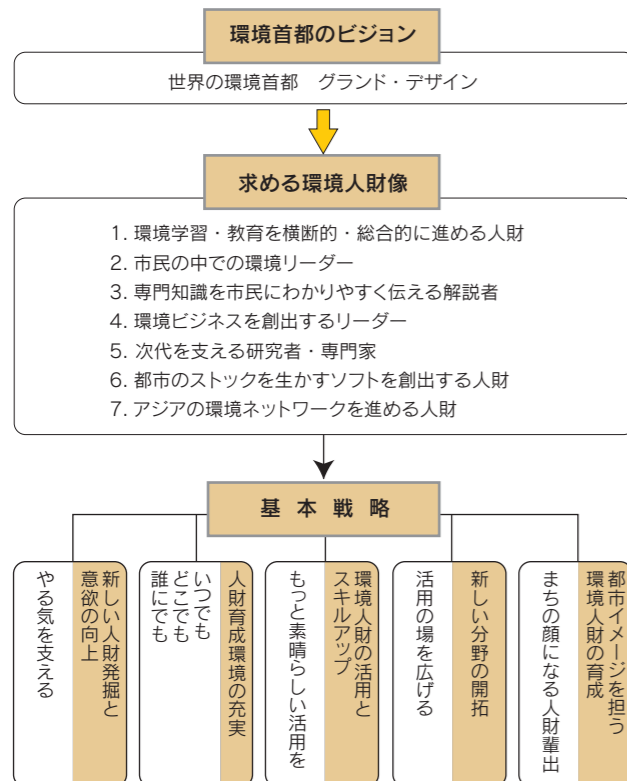 環境首都のビジョン
世界の環境首都　グランド・デザイン
求める環境人財像
1. 環境学習・教育を横断的・総合的に進める人財
2. 市民の中での環境リーダー
3. 専門知識を市民にわかりやすく伝える解説者
4. 環境ビジネスを創出するリーダー
5. 次代を支える研究者・専門家
6. 都市のストックを生かすソフトを創出する人財
7. アジアの環境ネットワークを進める人財
基本戦略
新しい人財発掘と
意欲の向上
やる気を支える
人財育成環境の充実
いつでも
どこでも
誰にでも
環境人財の活用と
スキルアップ
もっと素晴らしい活用を
新しい分野の開拓
活用の場を広げる
都市イメージを担う
環境人財の育成
まちの顔になる人財輩出